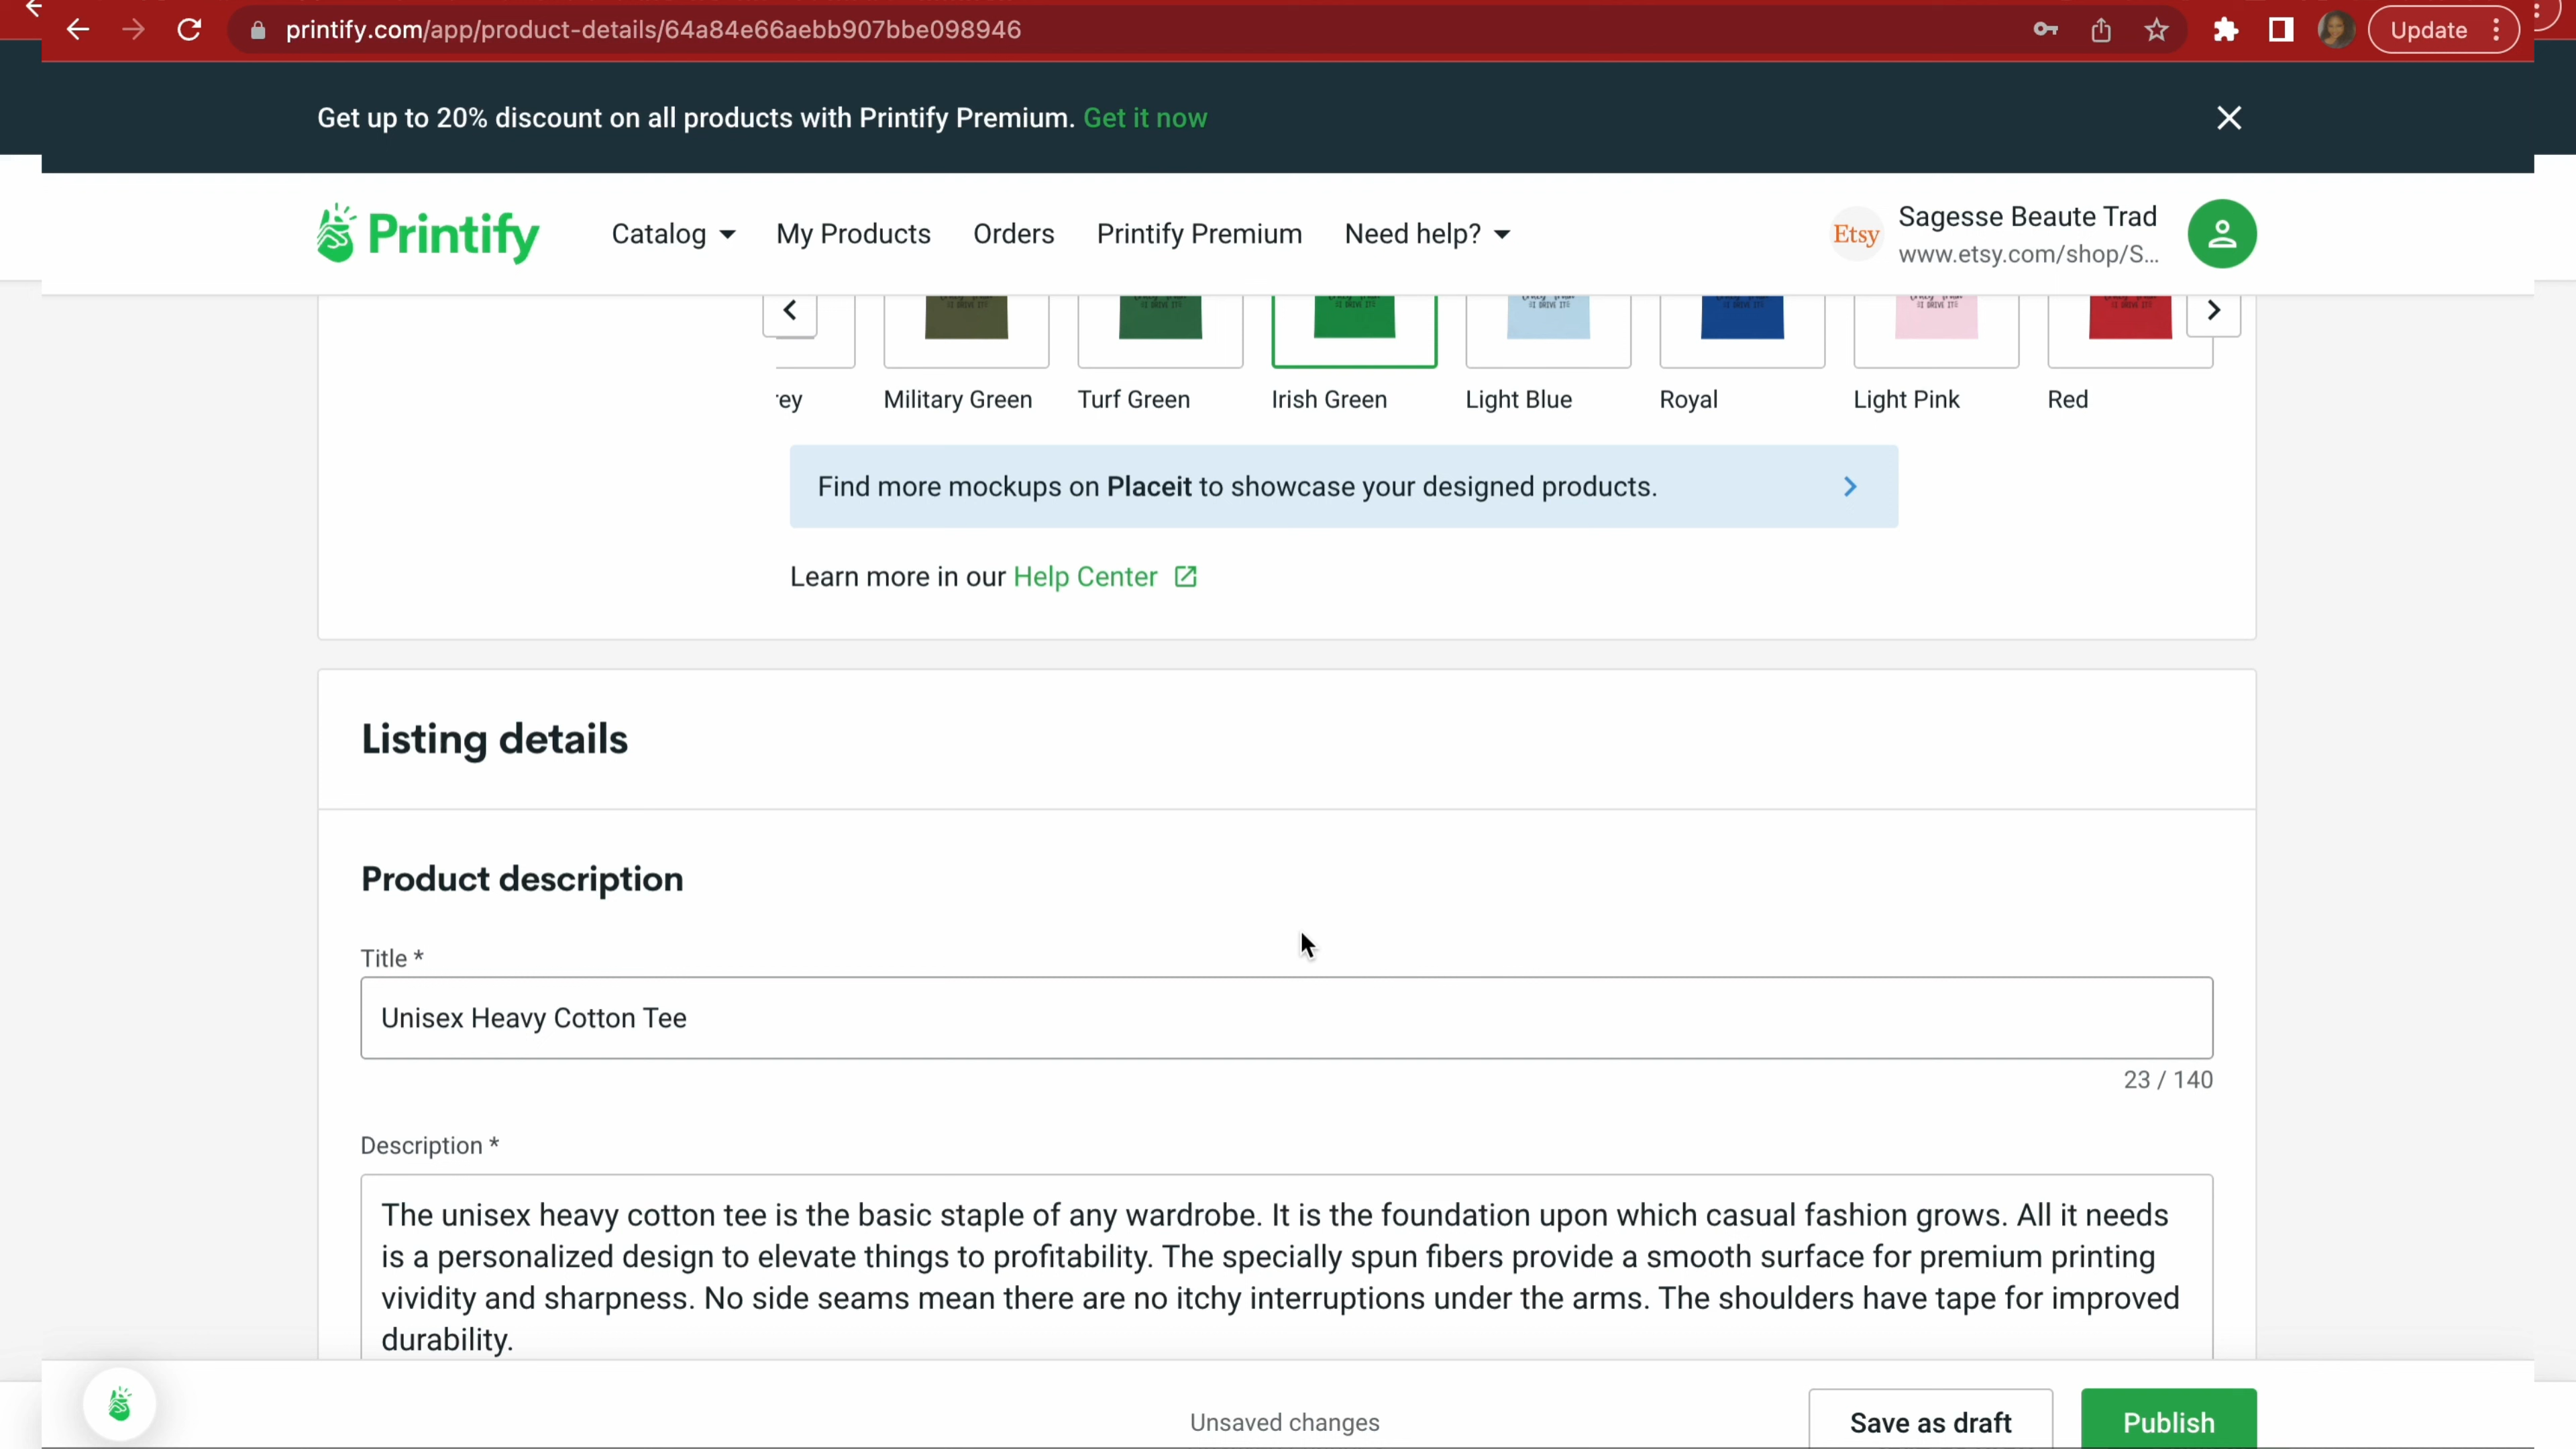 printify.com/app/product-details/64a84e66aebb907bbe098946
Update
Get up to 20% discount on all products with Printify Premium. Get it now
Printify
Catalog
My Products
Orders
Printify Premium
Need help?
Etsy
Sagesse Beaute Trad
www.etsy.com/shop/S...
rey
Military Green
Turf Green
Irish Green
Light Blue
Royal
Light Pink
Red
Find more mockups on Placeit to showcase your designed products.
Learn more in our Help Center
Listing details
Product description
Title *
Unisex Heavy Cotton Tee
23 / 140
Description *
The unisex heavy cotton tee is the basic staple of any wardrobe. It is the foundation upon which casual fashion grows. All it needs
is a personalized design to elevate things to profitability. The specially spun fibers provide a smooth surface for premium printing
vividity and sharpness. No side seams mean there are no itchy interruptions under the arms. The shoulders have tape for improved
durability.
Unsaved changes
Save as draft
Publish